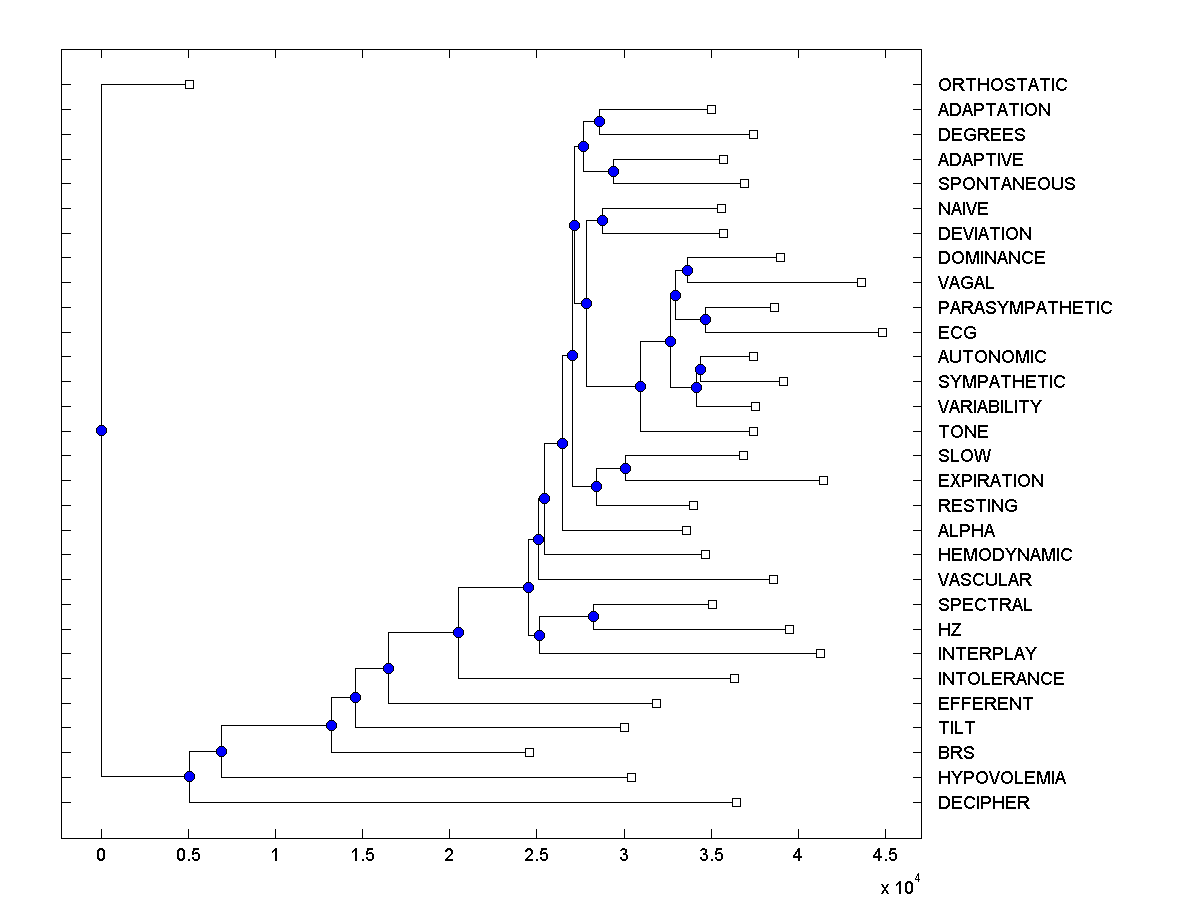 ORTHOSTATIC
ADAPTATION
DEGREES
ADAPTIVE
SPONTANEOUS
NAIVE
DEVIATION
DOMINANCE
VAGAL
PARASYMPATHETIC
ECG
AUTONOMIC
SYMPATHETIC
VARIABILITY
TONE
SLOW
EXPIRATION
RESTING
ALPHA
HEMODYNAMIC
VASCULAR
SPECTRAL
HZ
INTERPLAY
INTOLERANCE
EFFERENT
TILT
BRS
HYPOVOLEMIA
DECIPHER
0 0.5 1 1.5 2 2.5 3 3.5 4 4.5
x 10^4